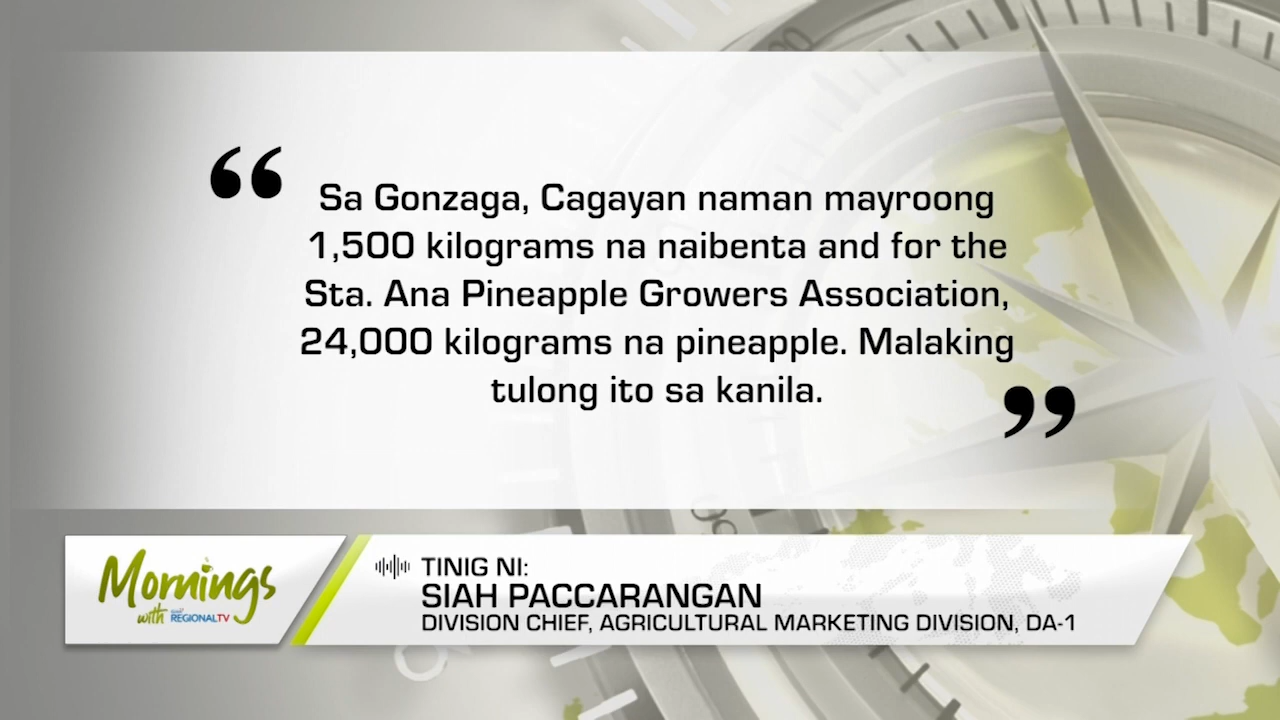 “
Sa Gonzaga, Cagayan naman mayroong
1,500 kilograms na naibenta and for the
Sta. Ana Pineapple Growers Association,
24,000 kilograms na pineapple. Malaking
tulong ito sa kanila.
”
Mornings
with REGIONALTV
TINIG NI:
SIAH PACCARANGAN
DIVISION CHIEF, AGRICULTURAL MARKETING DIVISION, DA-1